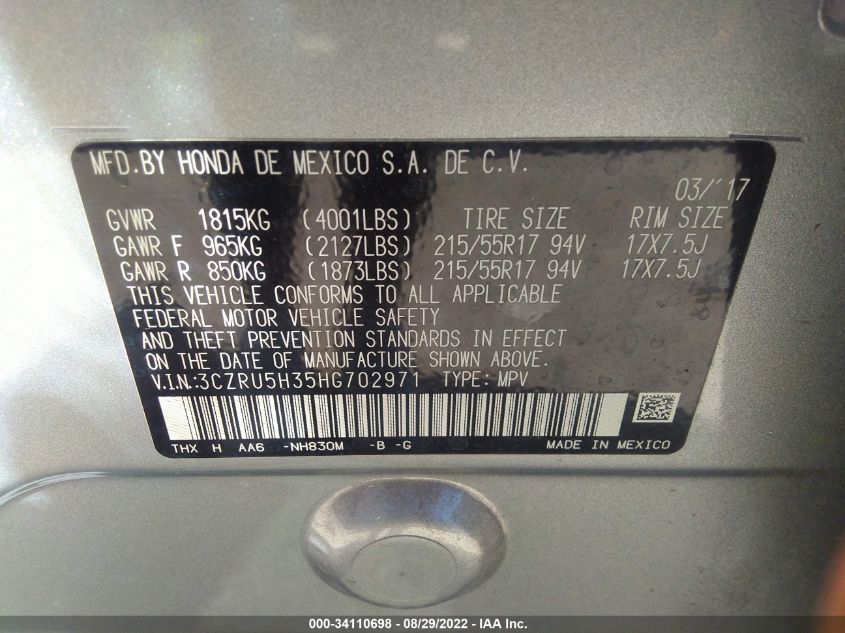 MFD.BY HONDA DE MEXICO S.A. DE C.V.
03/'17
GVWR 1815KG (4001LBS) TIRE SIZE RIM SIZE
GAWR F 965KG (2127LBS) 215/55R17 94V 17X7.5J
GAWR R 850KG (1873LBS) 215/55R17 94V 17X7.5J
THIS VEHICLE CONFORMS TO ALL APPLICABLE
FEDERAL MOTOR VEHICLE SAFETY
AND THEFT PREVENTION STANDARDS IN EFFECT
ON THE DATE OF MANUFACTURE SHOWN ABOVE.
V.I.N.:3CZRU5H35HG702971 TYPE: MPV
THX H AA6 -NH830M -B -G MADE IN MEXICO
000-34110698 - 08/29/2022 - IAA Inc.